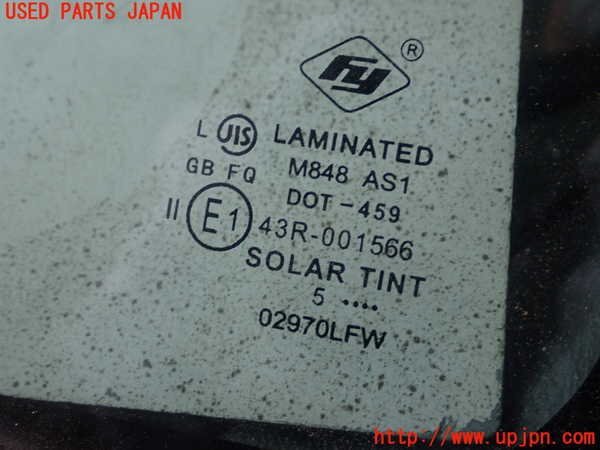 USED PARTS JAPAN
FY ®
L JIS LAMINATED
GB FQ M848 AS1
DOT-459
II E1 43R-001566
SOLAR TINT
5 ....
02970LFW
http://www.upjpn.com/